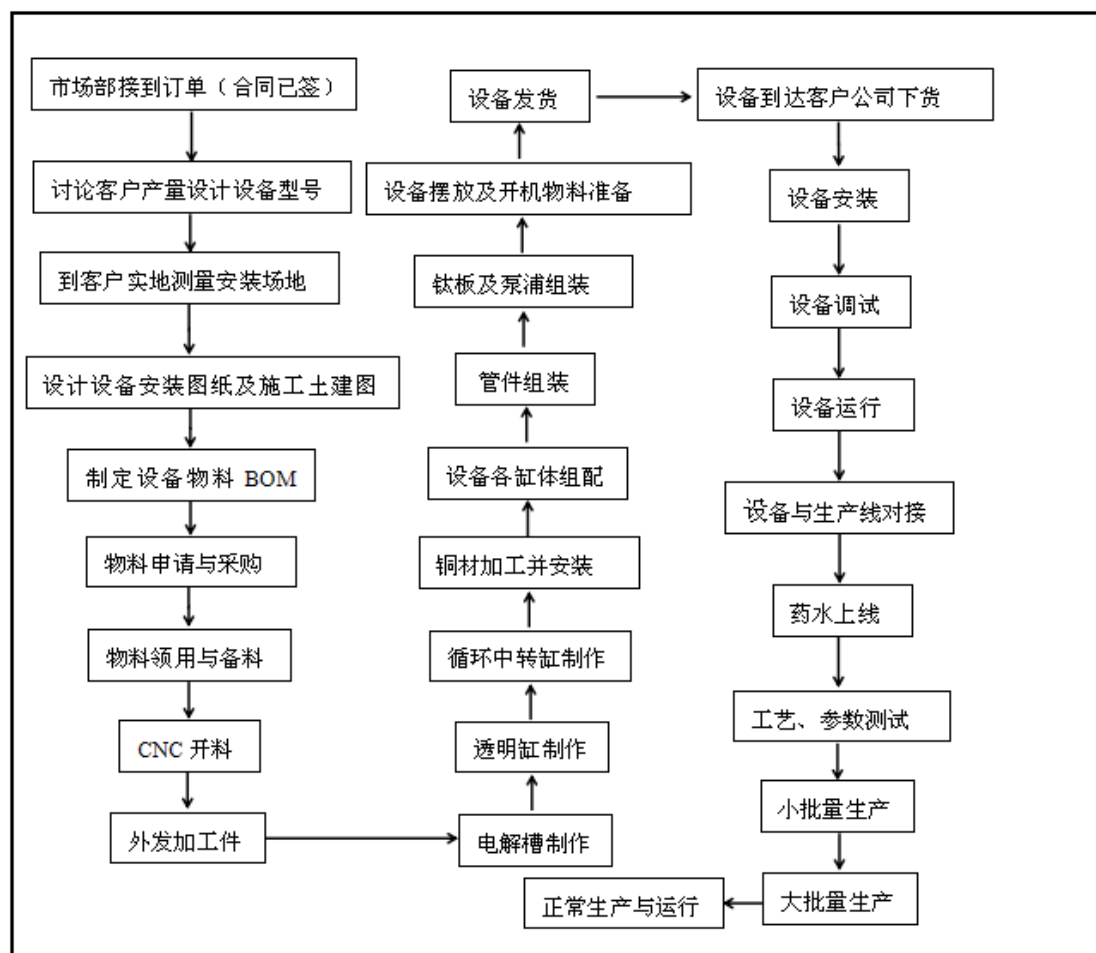 市场部接到订单（合同已签）
讨论客户产量设计设备型号
到客户实地测量安装场地
设计设备安装图纸及施工土建图
制定设备物料 BOM
物料申请与采购
物料领用与备料
CNC 开料
外发加工件
电解槽制作
透明缸制作
循环中转缸制作
铜材加工并安装
设备各缸体组配
管件组装
钛板及泵浦组装
设备摆放及开机物料准备
设备发货
设备到达客户公司下货
设备安装
设备调试
设备运行
设备与生产线对接
药水上线
工艺、参数测试
小批量生产
大批量生产
正常生产与运行